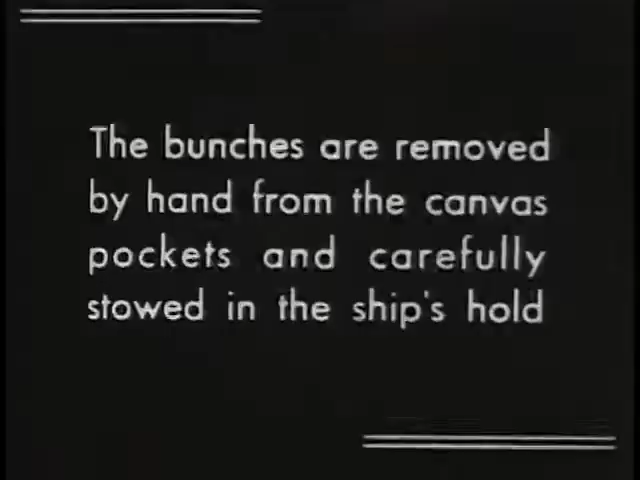 The bunches are removed
by hand from the canvas
pockets and carefully
stowed in the ship's hold